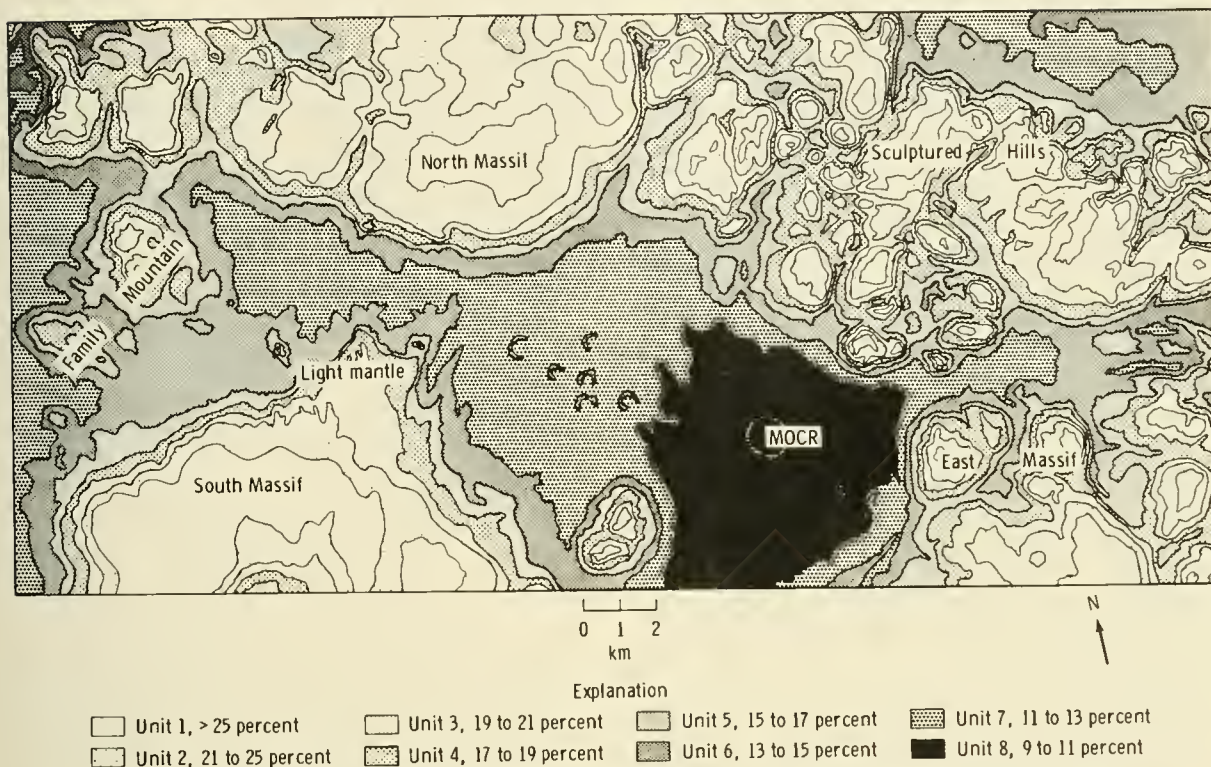 North Massif
Sculptured Hills
Mountain
Family
Light mantle
MOCR
East Massif
South Massif
0 1 2
km
N
Explanation
Unit 1, > 25 percent
Unit 3, 19 to 21 percent
Unit 5, 15 to 17 percent
Unit 7, 11 to 13 percent
Unit 2, 21 to 25 percent
Unit 4, 17 to 19 percent
Unit 6, 13 to 15 percent
Unit 8, 9 to 11 percent